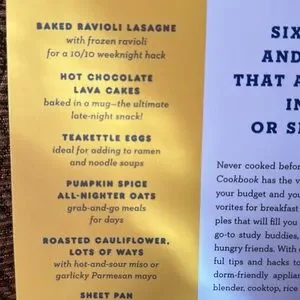 BAKED RAVIOLI LASAGNE
with frozen ravioli
for a 10/10 weeknight hack
HOT CHOCOLATE
LAVA CAKES
baked in a mug—the ultimate
late-night snack!
TEAKETTLE EGGS
ideal for adding to ramen
and noodle soups
PUMPKIN SPICE
ALL-NIGHTER OATS
grab-and-go meals
for days
ROASTED CAULIFLOWER,
LOTS OF WAYS
with hot-and-sour miso or
garlicky Parmesan mayo
SHEET PAN
SIX
AND
THAT A
IN
OR S
Never cooked before
Cookbook has the v
your budget and you
vorites for breakfast
ples that will fill you
go-to study buddies,
hungry friends. With
ful tips and hacks to
dorm-friendly applian
blender, cooktop, rice